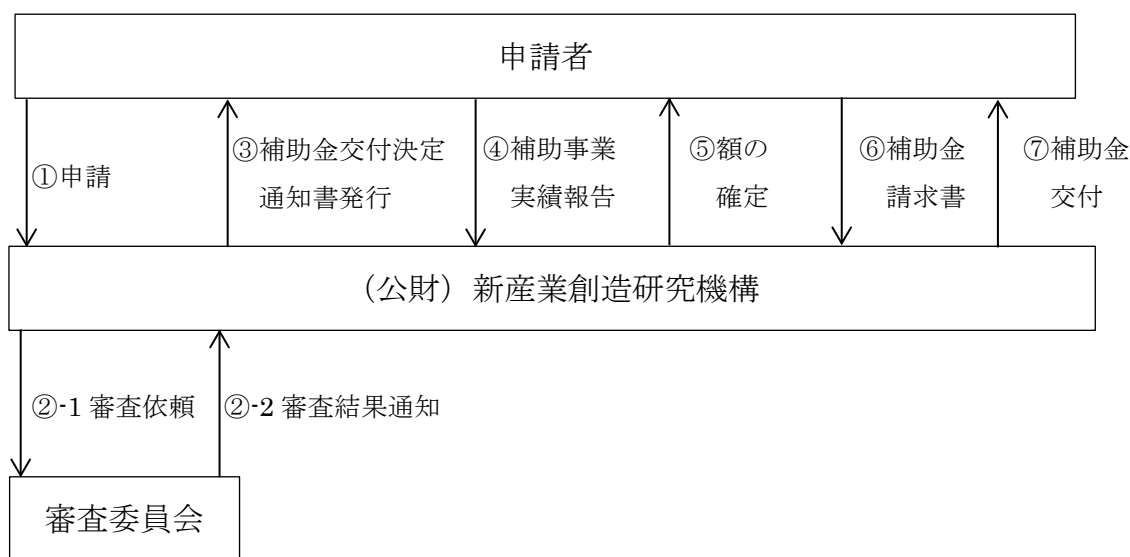 申請者
①申請
③補助金交付決定
通知書発行
④補助事業
実績報告
⑤額の
確定
⑥補助金
請求書
⑦補助金
交付
（公財）新産業創造研究機構
②-1 審査依頼
②-2 審査結果通知
審査委員会